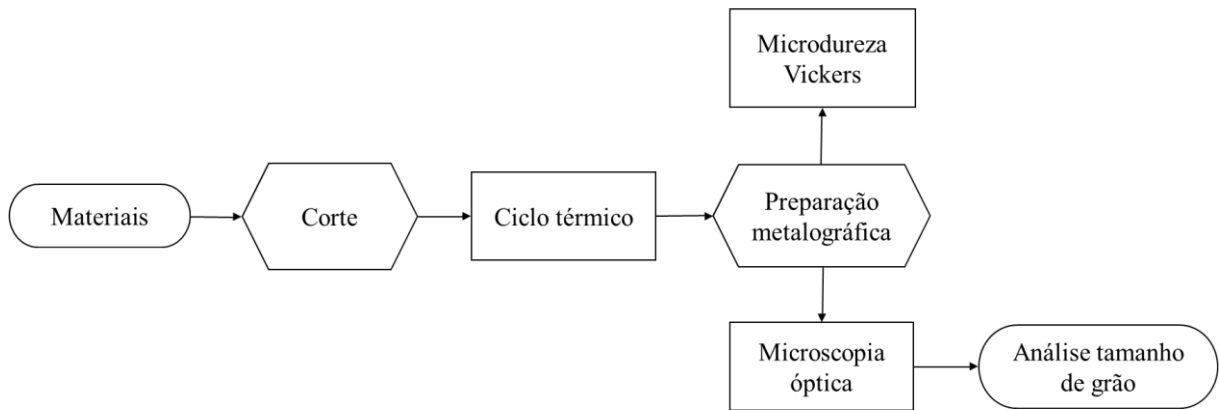 Microdureza
Vickers
Materiais
Corte
Ciclo térmico
Preparação
metalográfica
Microscopia
óptica
Análise tamanho
de grão